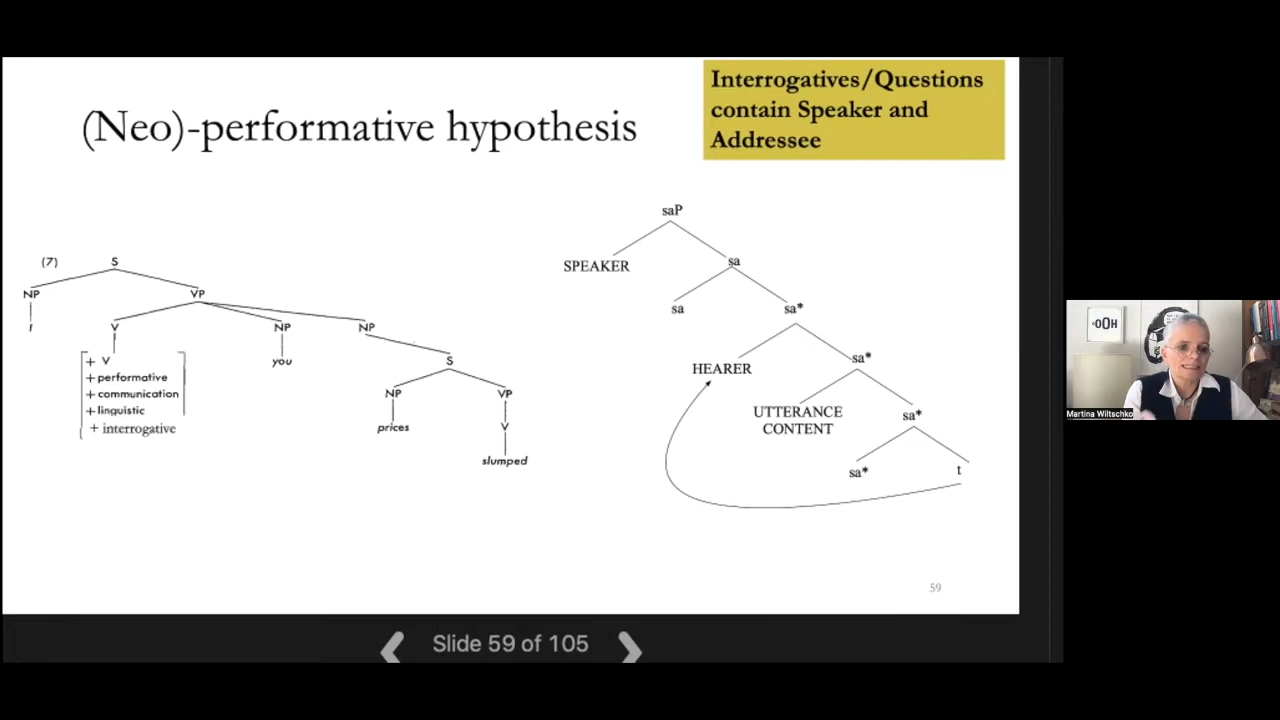 (Neo)-performative hypothesis
Interrogatives/Questions
contain Speaker and
Addressee
(7)
S
NP
VP
I
V
NP
NP
+ V
+ performative
+ communication
+ linguistic
+ interrogative
you
S
NP
VP
prices
V
slumped
saP
SPEAKER
sa
sa
sa*
HEARER
sa*
UTTERANCE
CONTENT
sa*
sa*
t
59
Slide 59 of 105
OOH
Martina Wiltschko